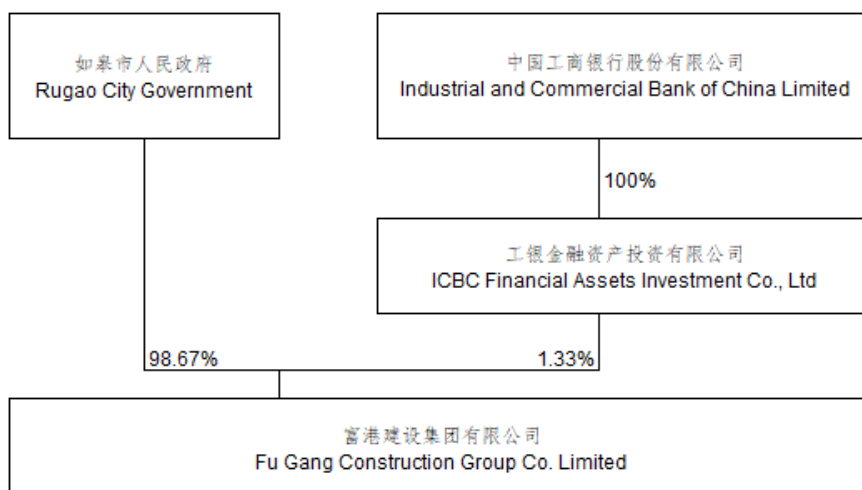 如皋市人民政府
Rugao City Government
中国工商银行股份有限公司
Industrial and Commercial Bank of China Limited
100%
工银金融资产投资有限公司
ICBC Financial Assets Investment Co., Ltd
98.67%
1.33%
富港建设集团有限公司
Fu Gang Construction Group Co. Limited